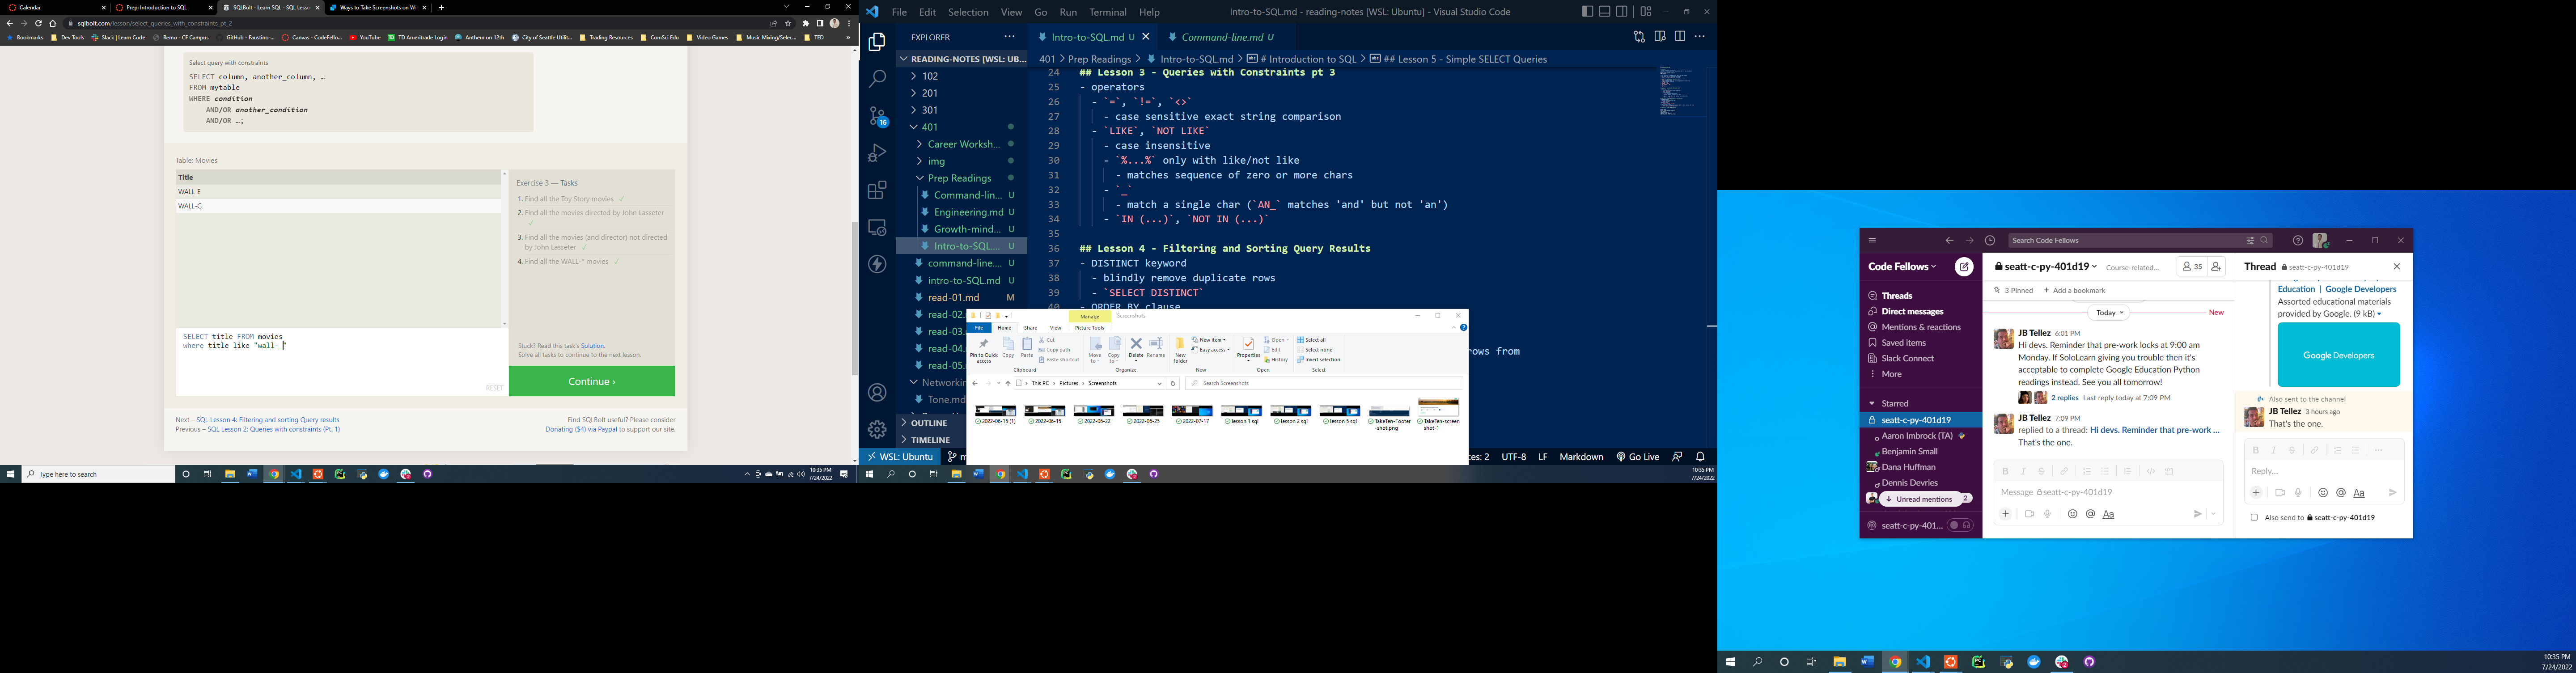 Calendar
Prep: Introduction to SQL
SQLBolt - Learn SQL - SQL Lesso
Ways to Take Screenshots on Wi
sqlbolt.com/lesson/select_queries_with_constraints_pt_2
Bookmarks
Dev Tools
Slack | Learn Code
Remo - CF Campus
GitHub - Faustino-...
Canvas - CodeFello...
YouTube
TD Ameritrade Login
Anthem on 12th
City of Seattle Utilit...
Trading Resources
ComSci Edu
Video Games
Music Mixing/Selec...
TED
Select query with constraints
SELECT column, another_column, …
FROM mytable
WHERE condition
AND/OR another_condition
AND/OR …;
Table: Movies
Title
WALL-E
WALL-G
Exercise 3 — Tasks
1. Find all the Toy Story movies ✓
2. Find all the movies directed by John Lasseter
✓
3. Find all the movies (and director) not directed
by John Lasseter ✓
4. Find all the WALL-* movies ✓
SELECT title FROM movies
where title like "wall-_"
RESET
Stuck? Read this task's Solution.
Solve all tasks to continue to the next lesson.
Continue ›
Next – SQL Lesson 4: Filtering and sorting Query results
Previous – SQL Lesson 2: Queries with constraints (Pt. 1)
Find SQLBolt useful? Please consider
Donating ($4) via Paypal to support our site.
Type here to search
10:35 PM
7/24/2022
File Edit Selection View Go Run Terminal Help
Intro-to-SQL.md - reading-notes [WSL: Ubuntu] - Visual Studio Code
EXPLORER
READING-NOTES [WSL: UB...
102
201
301
401
Career Worksh...
img
Prep Readings
Command-lin... U
Engineering.md U
Growth-mind... U
Intro-to-SQL.... U
command-line.... U
intro-to-SQL.md U
read-01.md M
read-02.
read-03.
read-04.
read-05.
Networkin
Tone.md
OUTLINE
TIMELINE
16
Intro-to-SQL.md U
Command-line.md U
401 > Prep Readings > Intro-to-SQL.md > # Introduction to SQL > ## Lesson 5 - Simple SELECT Queries
24 ## Lesson 3 - Queries with Constraints pt 3
25 - operators
26 - `=`, `!=`, `<>`
27 - case sensitive exact string comparison
28 - `LIKE`, `NOT LIKE`
29 - case insensitive
30 - `%...%` only with like/not like
31 - matches sequence of zero or more chars
32 - `_`
33 - match a single char (`AN_` matches 'and' but not 'an')
34 - `IN (...)`, `NOT IN (...)`
35
36 ## Lesson 4 - Filtering and Sorting Query Results
37 - DISTINCT keyword
38 - blindly remove duplicate rows
39 - `SELECT DISTINCT`
40 - ORDER BY clause
rows from
Manage
Screenshots
File
Home
Share
View
Picture Tools
Pin to Quick access
Copy
Paste
Cut
Copy path
Paste shortcut
Move to
Copy to
Delete
Rename
New folder
New item
Easy access
Properties
Open
Edit
History
Select all
Select none
Invert selection
Clipboard
Organize
New
Open
Select
This PC > Pictures > Screenshots
Search Screenshots
2022-06-15 (1)
2022-06-15
2022-06-22
2022-06-25
2022-07-17
lesson 1 sql
lesson 2 sql
lesson 5 sql
TakeTen-Footer-shot.png
TakeTen-screenshot-1
WSL: Ubuntu
ces: 2
UTF-8
LF
Markdown
Go Live
10:35 PM
7/24/2022
Search Code Fellows
Code Fellows
Threads
Direct messages
Mentions & reactions
Saved items
Slack Connect
More
Starred
seatt-c-py-401d19
Aaron Imbrock (TA)
Benjamin Small
Dana Huffman
Dennis Devries
Unread mentions 2
seatt-c-py-401...
seatt-c-py-401d19
Course-related...
35
3 Pinned
Add a bookmark
Today
New
JB Tellez 6:01 PM
Hi devs. Reminder that pre-work locks at 9:00 am
Monday. If SoloLearn giving you trouble then it's
acceptable to complete Google Education Python
readings instead. See you all tomorrow!
2 replies Last reply today at 7:09 PM
JB Tellez 7:09 PM
replied to a thread: Hi devs. Reminder that pre-work ...
That's the one.
Message seatt-c-py-401d19
Thread seatt-c-py-401d19
Education | Google Developers
Assorted educational materials
provided by Google. (9 kB)
Google Developers
Also sent to the channel
JB Tellez 3 hours ago
That's the one.
Reply...
Also send to seatt-c-py-401d19
10:35 PM
7/24/2022